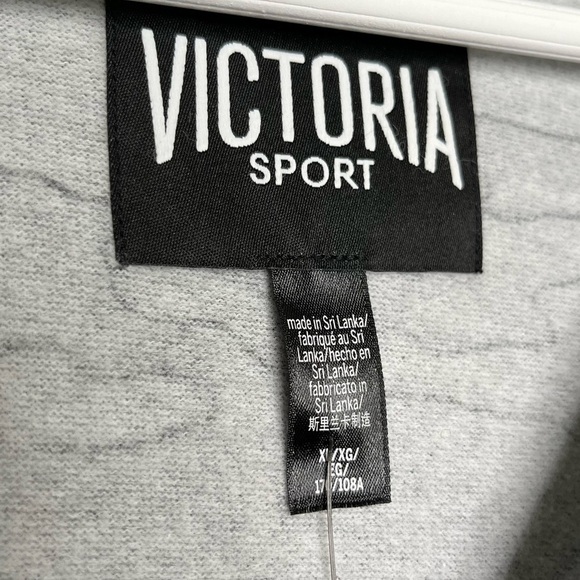 VICTORIA
SPORT
made in Sri Lanka/
fabriqué au Sri
Lanka/hecho en
Sri Lanka/
fabbricato in
Sri Lanka/
斯里兰卡制造
/XG/
EG/
/108A